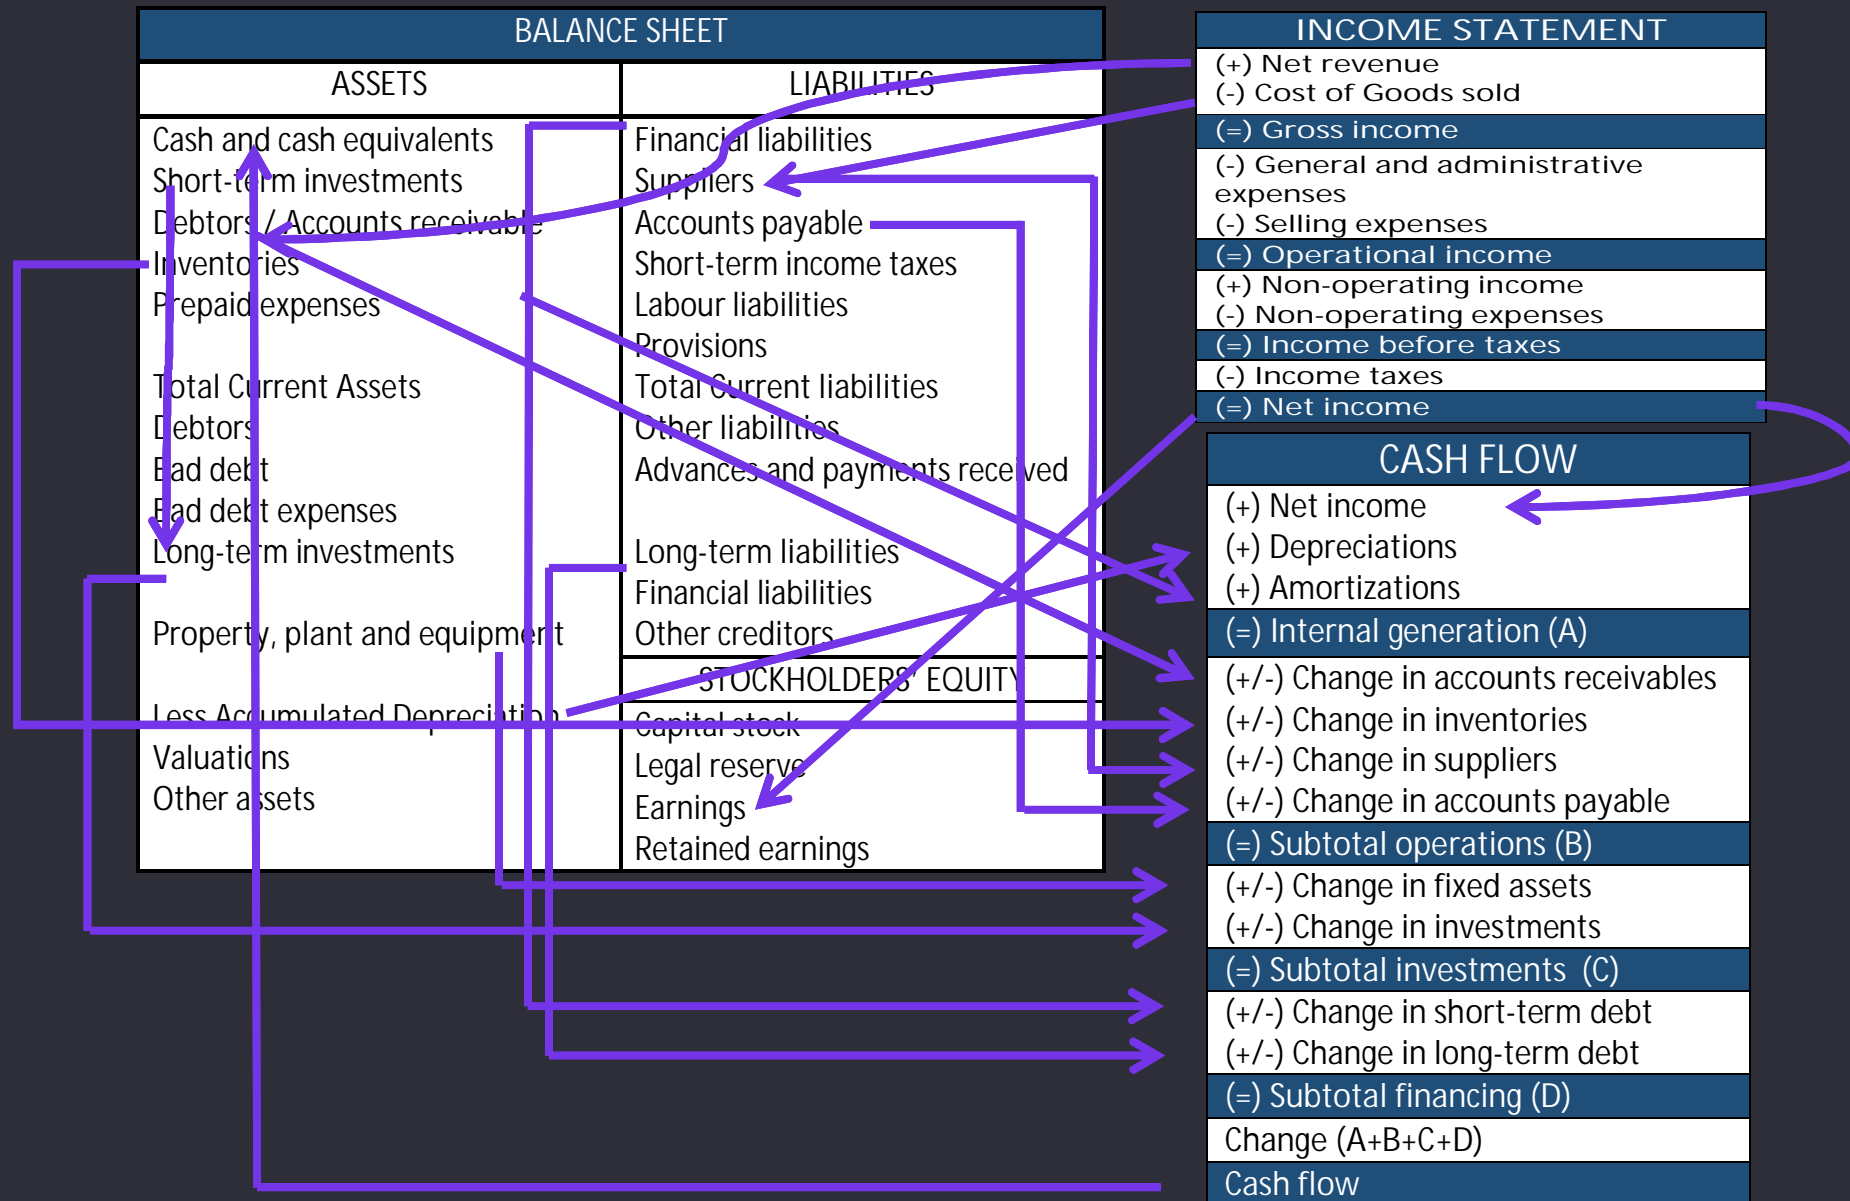 BALANCE SHEET
ASSETS
Cash and cash equivalents
Short-term investments
Debtors / Accounts receivable
Inventories
Prepaid expenses
Total Current Assets
Debtors
Bad debt
Bad debt expenses
Long-term investments
Property, plant and equipment
Less Accumulated Depreciation
Valuations
Other assets
LIABILITIES
Financial liabilities
Suppliers
Accounts payable
Short-term income taxes
Labour liabilities
Provisions
Total Current liabilities
Other liabilities
Advances and payments received
Long-term liabilities
Financial liabilities
Other creditors
STOCKHOLDERS' EQUITY
Capital stock
Legal reserve
Earnings
Retained earnings
INCOME STATEMENT
(+) Net revenue
(-) Cost of Goods sold
(=) Gross income
(-) General and administrative
expenses
(-) Selling expenses
(=) Operational income
(+) Non-operating income
(-) Non-operating expenses
(=) Income before taxes
(-) Income taxes
(=) Net income
CASH FLOW
(+) Net income
(+) Depreciations
(+) Amortizations
(=) Internal generation (A)
(+/-) Change in accounts receivables
(+/-) Change in inventories
(+/-) Change in suppliers
(+/-) Change in accounts payable
(=) Subtotal operations (B)
(+/-) Change in fixed assets
(+/-) Change in investments
(=) Subtotal investments (C)
(+/-) Change in short-term debt
(+/-) Change in long-term debt
(=) Subtotal financing (D)
Change (A+B+C+D)
Cash flow